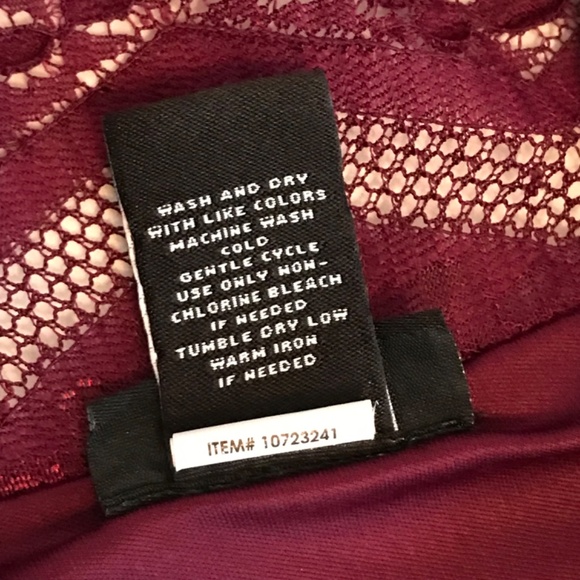 WASH AND DRY
WITH LIKE COLORS
MACHINE WASH
COLD
GENTLE CYCLE
USE ONLY NON-
CHLORINE BLEACH
IF NEEDED
TUMBLE DRY LOW
WARM IRON
IF NEEDED
ITEM# 10723241